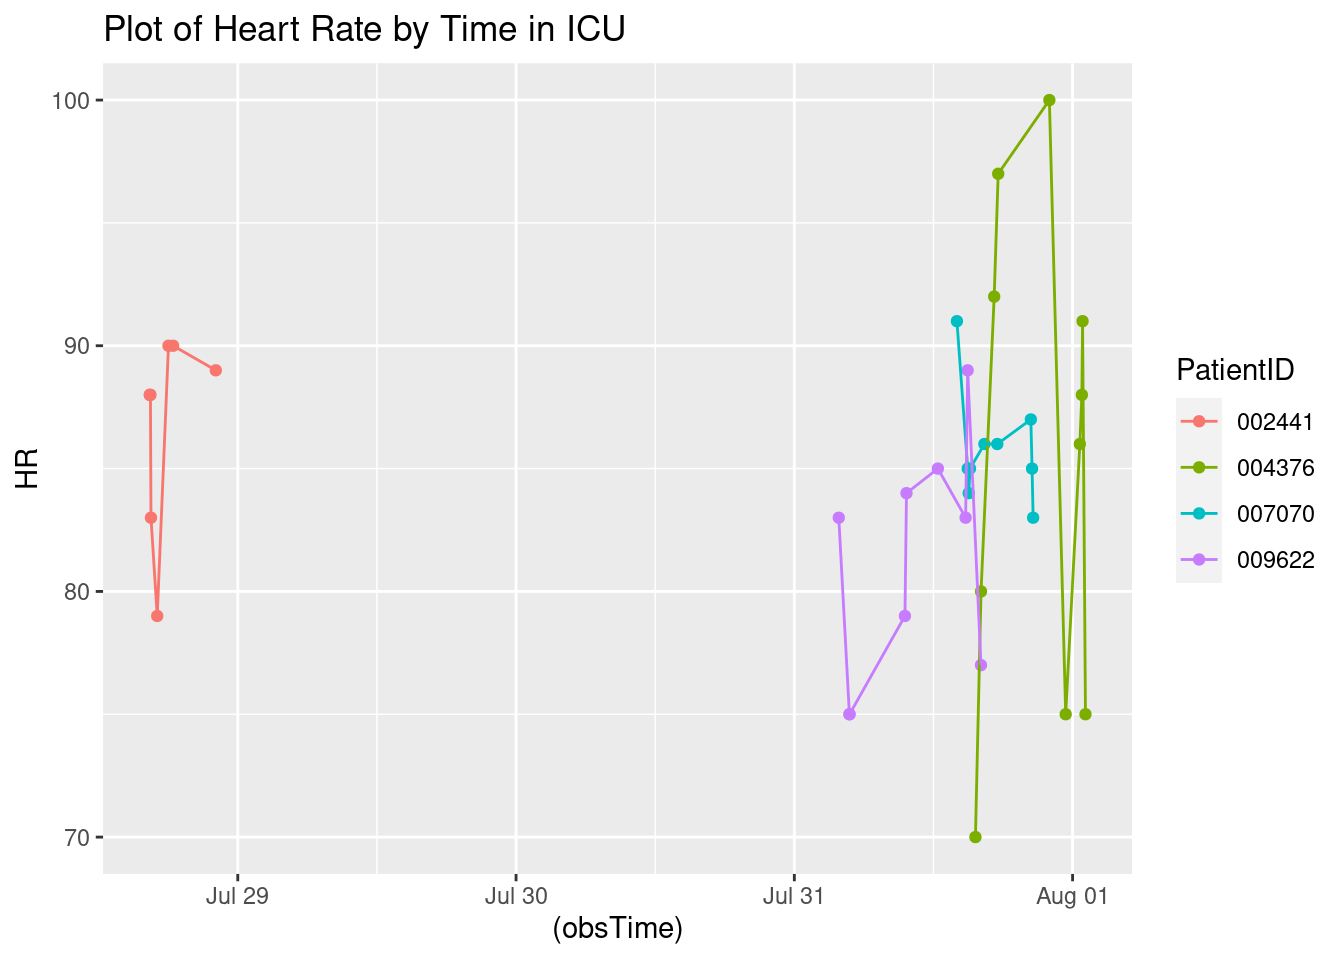 Plot of Heart Rate by Time in ICU
100
90
80
70
HR
Jul 29
Jul 30
Jul 31
Aug 01
(obsTime)
PatientID
002441
004376
007070
009622